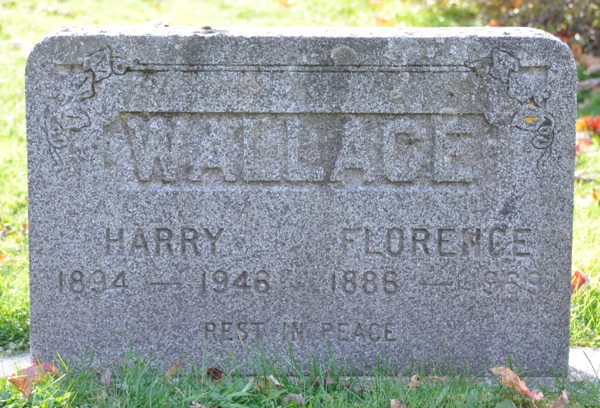 WALLACE
HARRY FLORENCE
1894 — 1946 1886 —
REST IN PEACE